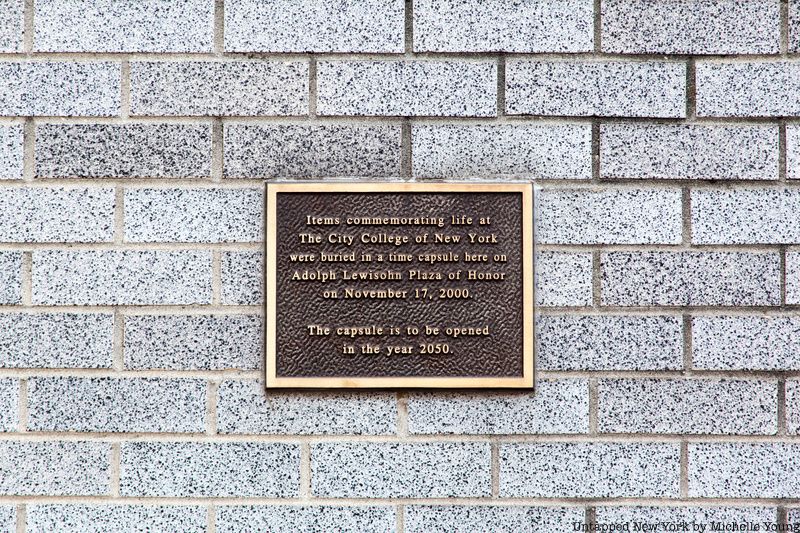 Items commemorating life at
The City College of New York
were buried in a time capsule here on
Adolph Lewisohn Plaza of Honor
on November 17, 2000.
The capsule is to be opened
in the year 2050.
Untapped New York by Michelle Young